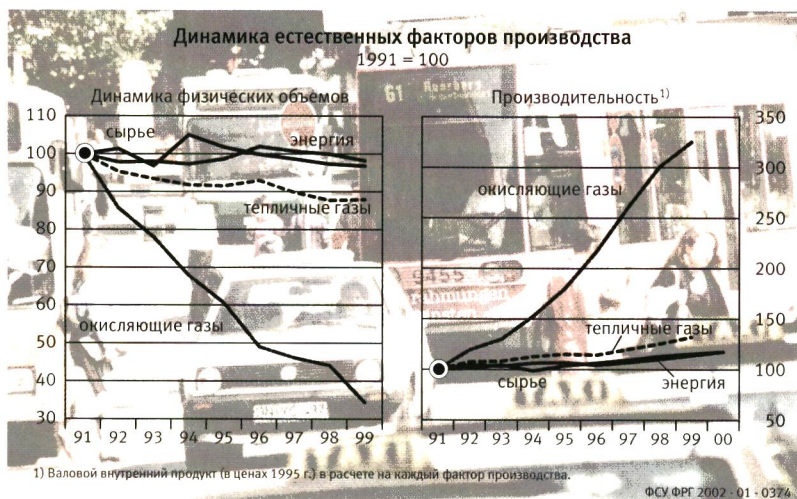 Динамика естественных факторов производства
1991 = 100
Динамика физических объемов
110
100
90
80
70
60
50
40
30
сырье
энергия
тепличные газы
окисляющие газы
91 92 93 94 95 96 97 98 99
Производительность¹⁾
350
300
250
200
150
100
50
61
окисляющие газы
9455
тепличные газы
сырье
энергия
91 92 93 94 95 96 97 98 99 00
1) Валовой внутренний продукт (в ценах 1995 г.) в расчете на каждый фактор производства.
ФСУ ФРГ 2002 - 01 - 0374